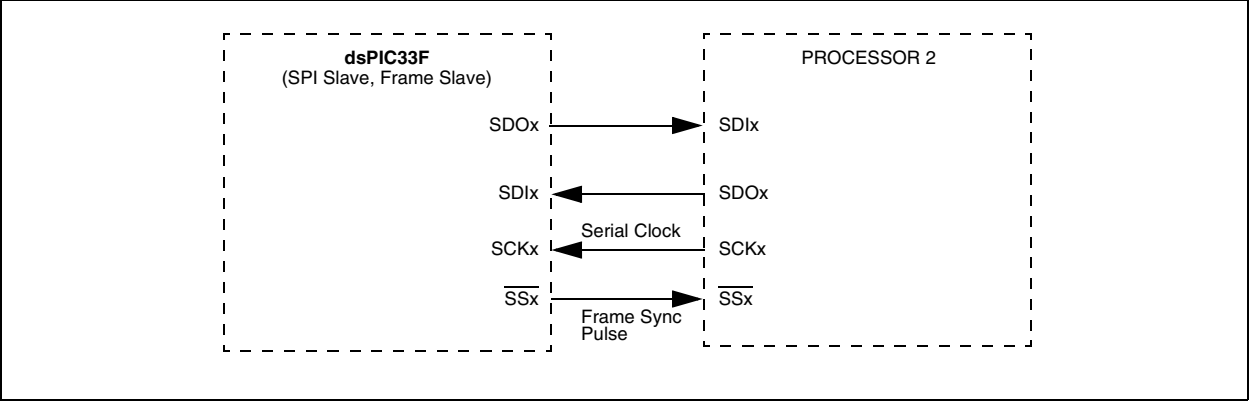 dsPIC33F
(SPI Slave, Frame Slave)
PROCESSOR 2
SDOx
SDIx
SDIx
SDOx
Serial Clock
SCKx
SCKx
SSx
SSx
Frame Sync
Pulse